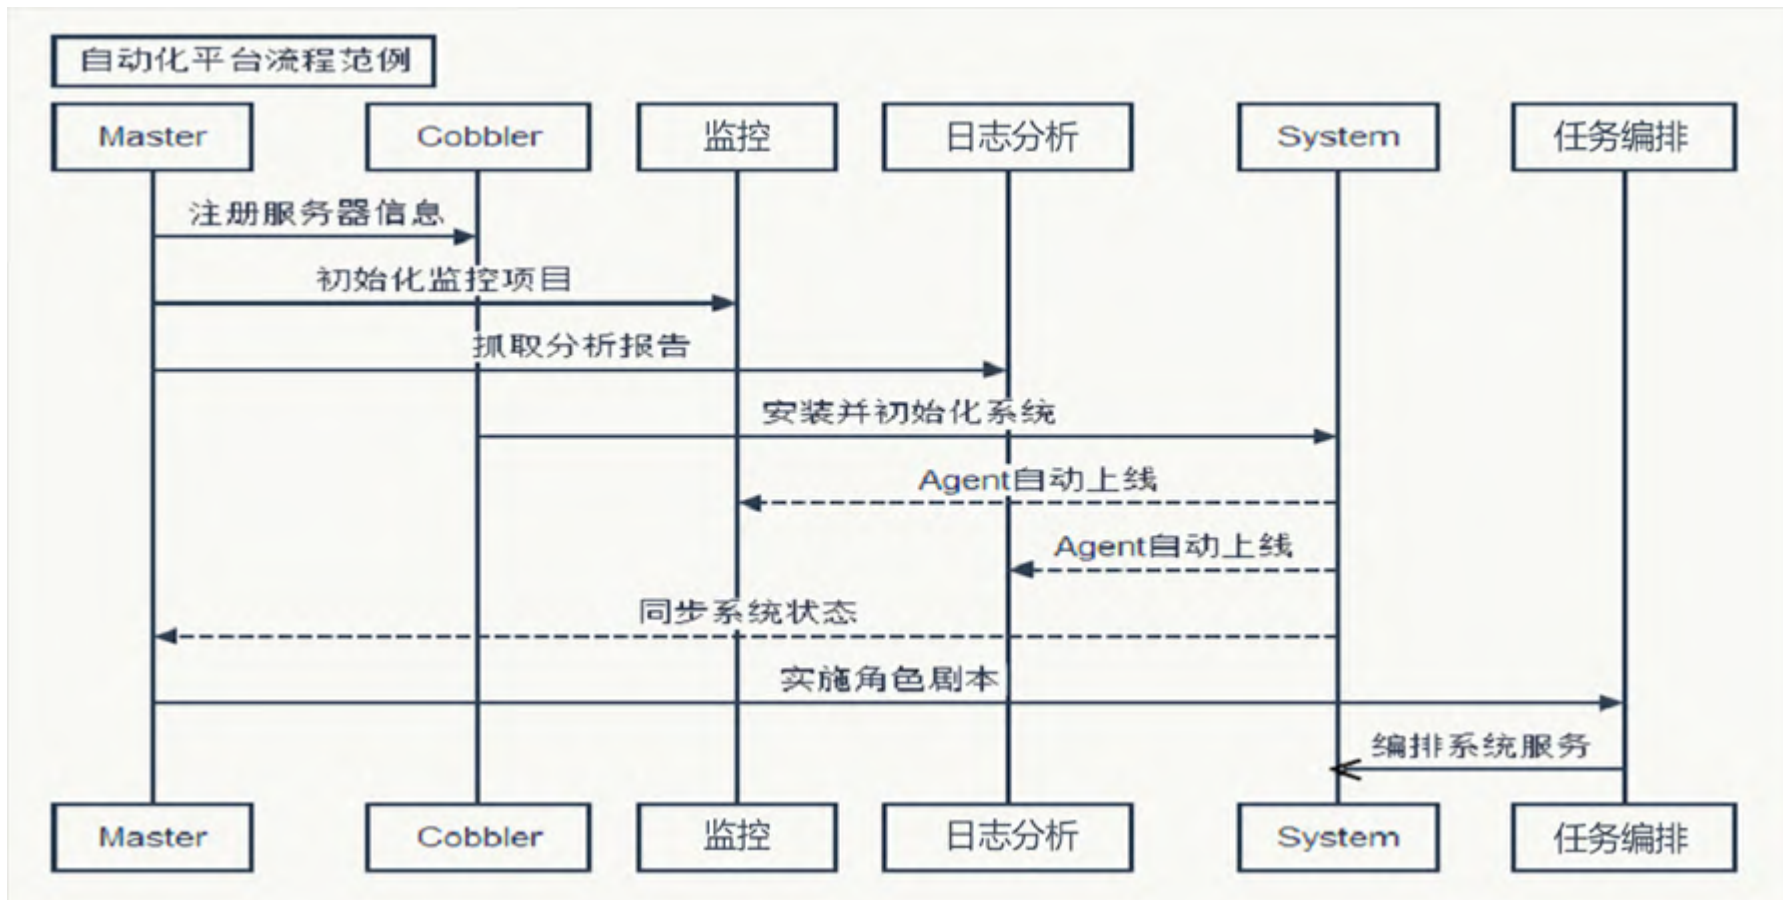 自动化平台流程范例
Master
Cobbler
监控
日志分析
System
任务编排
注册服务器信息
初始化监控项目
抓取分析报告
安装并初始化系统
Agent自动上线
Agent自动上线
同步系统状态
实施角色剧本
编排系统服务
Master
Cobbler
监控
日志分析
System
任务编排